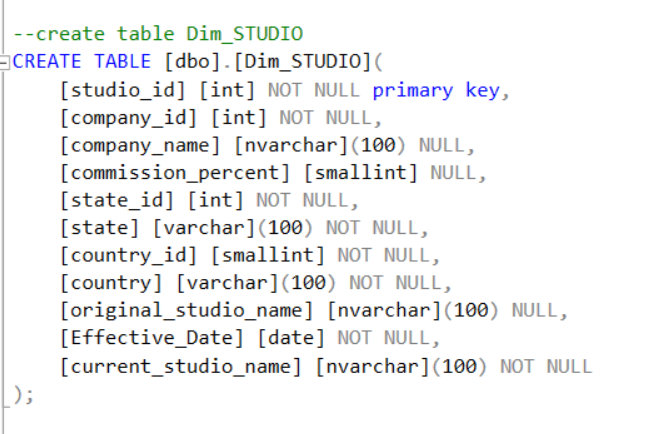 --create table Dim_STUDIO
CREATE TABLE [dbo].[Dim_STUDIO](
[studio_id] [int] NOT NULL primary key,
[company_id] [int] NOT NULL,
[company_name] [nvarchar](100) NULL,
[commission_percent] [smallint] NULL,
[state_id] [int] NOT NULL,
[state] [varchar](100) NOT NULL,
[country_id] [smallint] NOT NULL,
[country] [varchar](100) NOT NULL,
[original_studio_name] [nvarchar](100) NULL,
[Effective_Date] [date] NOT NULL,
[current_studio_name] [nvarchar](100) NOT NULL
);